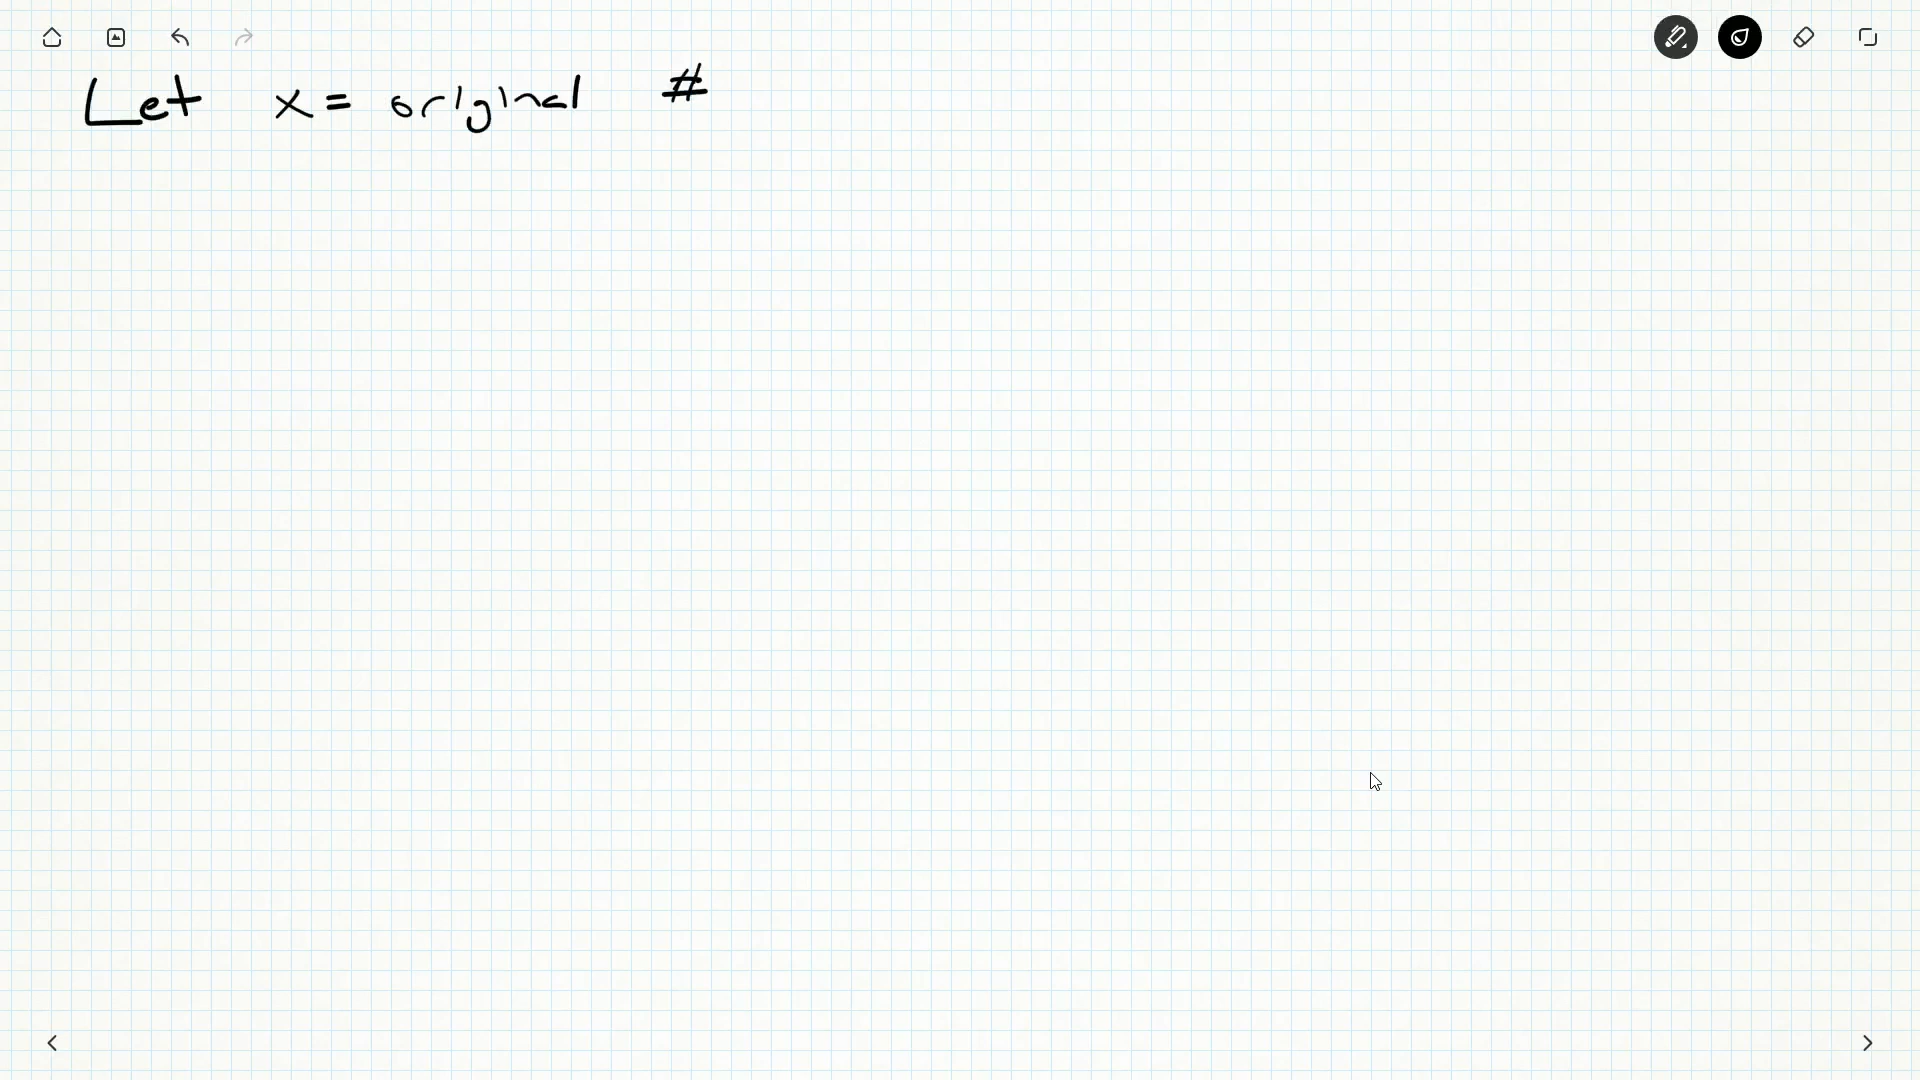 Let x = original #